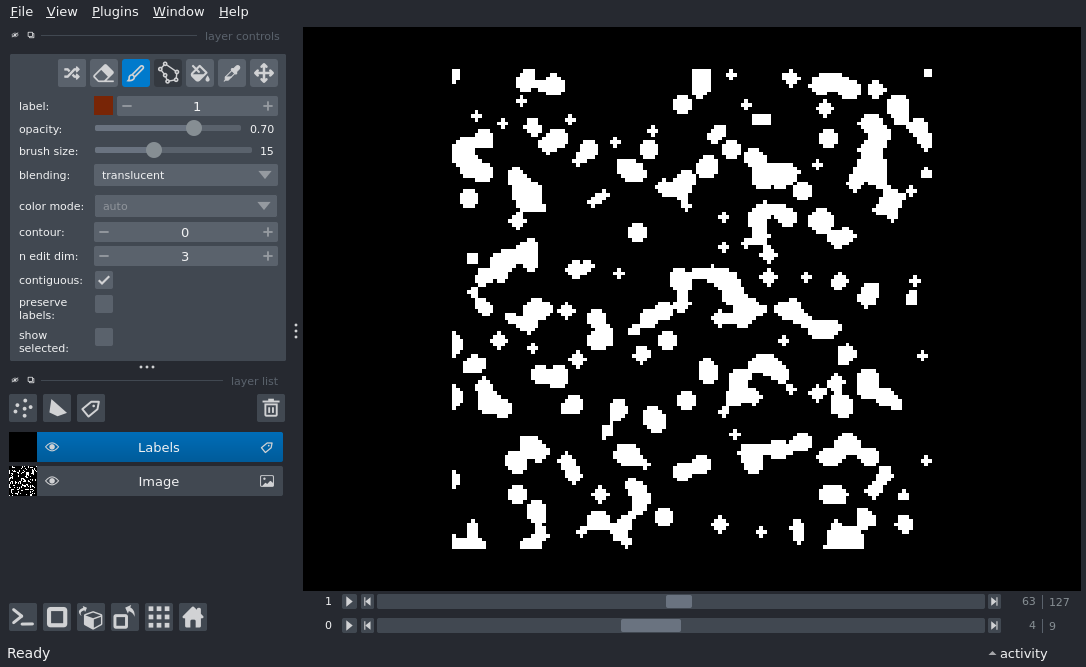 File View Plugins Window Help
layer controls
label: 1
opacity: 0.70
brush size: 15
blending: translucent
color mode: auto
contour: 0
n edit dim: 3
contiguous:
preserve
labels:
show
selected:
layer list
Labels
Image
1 63 127
0 4 9
Ready activity